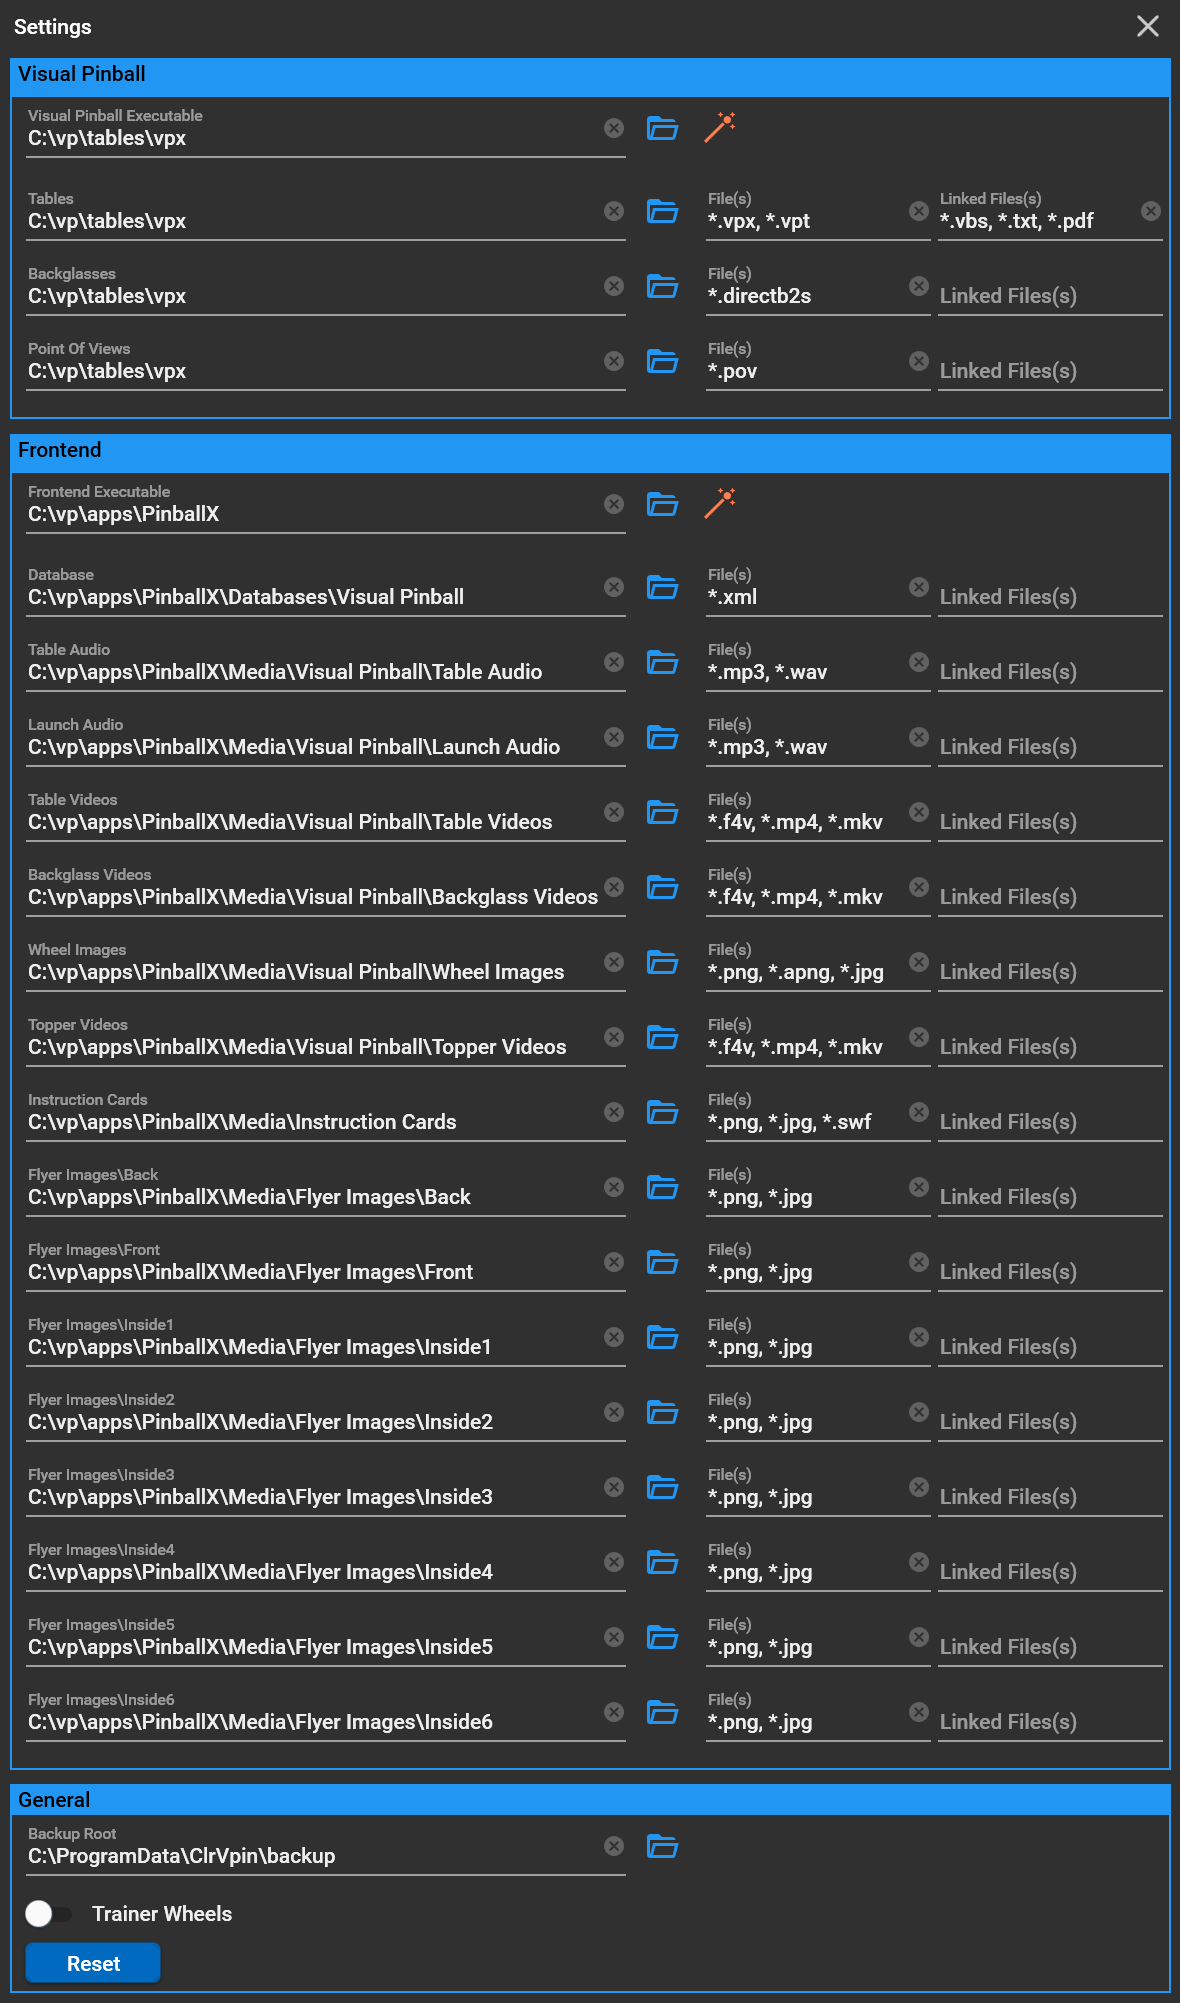 Settings
Visual Pinball
Visual Pinball Executable
C:\vp\tables\vpx
Tables
C:\vp\tables\vpx
File(s)
*.vpx, *.vpt
Linked Files(s)
*.vbs, *.txt, *.pdf
Backglasses
C:\vp\tables\vpx
File(s)
*.directb2s
Linked Files(s)
Point Of Views
C:\vp\tables\vpx
File(s)
*.pov
Linked Files(s)
Frontend
Frontend Executable
C:\vp\apps\PinballX
Database
C:\vp\apps\PinballX\Databases\Visual Pinball
File(s)
*.xml
Linked Files(s)
Table Audio
C:\vp\apps\PinballX\Media\Visual Pinball\Table Audio
File(s)
*.mp3, *.wav
Linked Files(s)
Launch Audio
C:\vp\apps\PinballX\Media\Visual Pinball\Launch Audio
File(s)
*.mp3, *.wav
Linked Files(s)
Table Videos
C:\vp\apps\PinballX\Media\Visual Pinball\Table Videos
File(s)
*.f4v, *.mp4, *.mkv
Linked Files(s)
Backglass Videos
C:\vp\apps\PinballX\Media\Visual Pinball\Backglass Videos
File(s)
*.f4v, *.mp4, *.mkv
Linked Files(s)
Wheel Images
C:\vp\apps\PinballX\Media\Visual Pinball\Wheel Images
File(s)
*.png, *.apng, *.jpg
Linked Files(s)
Topper Videos
C:\vp\apps\PinballX\Media\Visual Pinball\Topper Videos
File(s)
*.f4v, *.mp4, *.mkv
Linked Files(s)
Instruction Cards
C:\vp\apps\PinballX\Media\Instruction Cards
File(s)
*.png, *.jpg, *.swf
Linked Files(s)
Flyer Images\Back
C:\vp\apps\PinballX\Media\Flyer Images\Back
File(s)
*.png, *.jpg
Linked Files(s)
Flyer Images\Front
C:\vp\apps\PinballX\Media\Flyer Images\Front
File(s)
*.png, *.jpg
Linked Files(s)
Flyer Images\Inside1
C:\vp\apps\PinballX\Media\Flyer Images\Inside1
File(s)
*.png, *.jpg
Linked Files(s)
Flyer Images\Inside2
C:\vp\apps\PinballX\Media\Flyer Images\Inside2
File(s)
*.png, *.jpg
Linked Files(s)
Flyer Images\Inside3
C:\vp\apps\PinballX\Media\Flyer Images\Inside3
File(s)
*.png, *.jpg
Linked Files(s)
Flyer Images\Inside4
C:\vp\apps\PinballX\Media\Flyer Images\Inside4
File(s)
*.png, *.jpg
Linked Files(s)
Flyer Images\Inside5
C:\vp\apps\PinballX\Media\Flyer Images\Inside5
File(s)
*.png, *.jpg
Linked Files(s)
Flyer Images\Inside6
C:\vp\apps\PinballX\Media\Flyer Images\Inside6
File(s)
*.png, *.jpg
Linked Files(s)
General
Backup Root
C:\ProgramData\ClrVpin\backup
Trainer Wheels
Reset